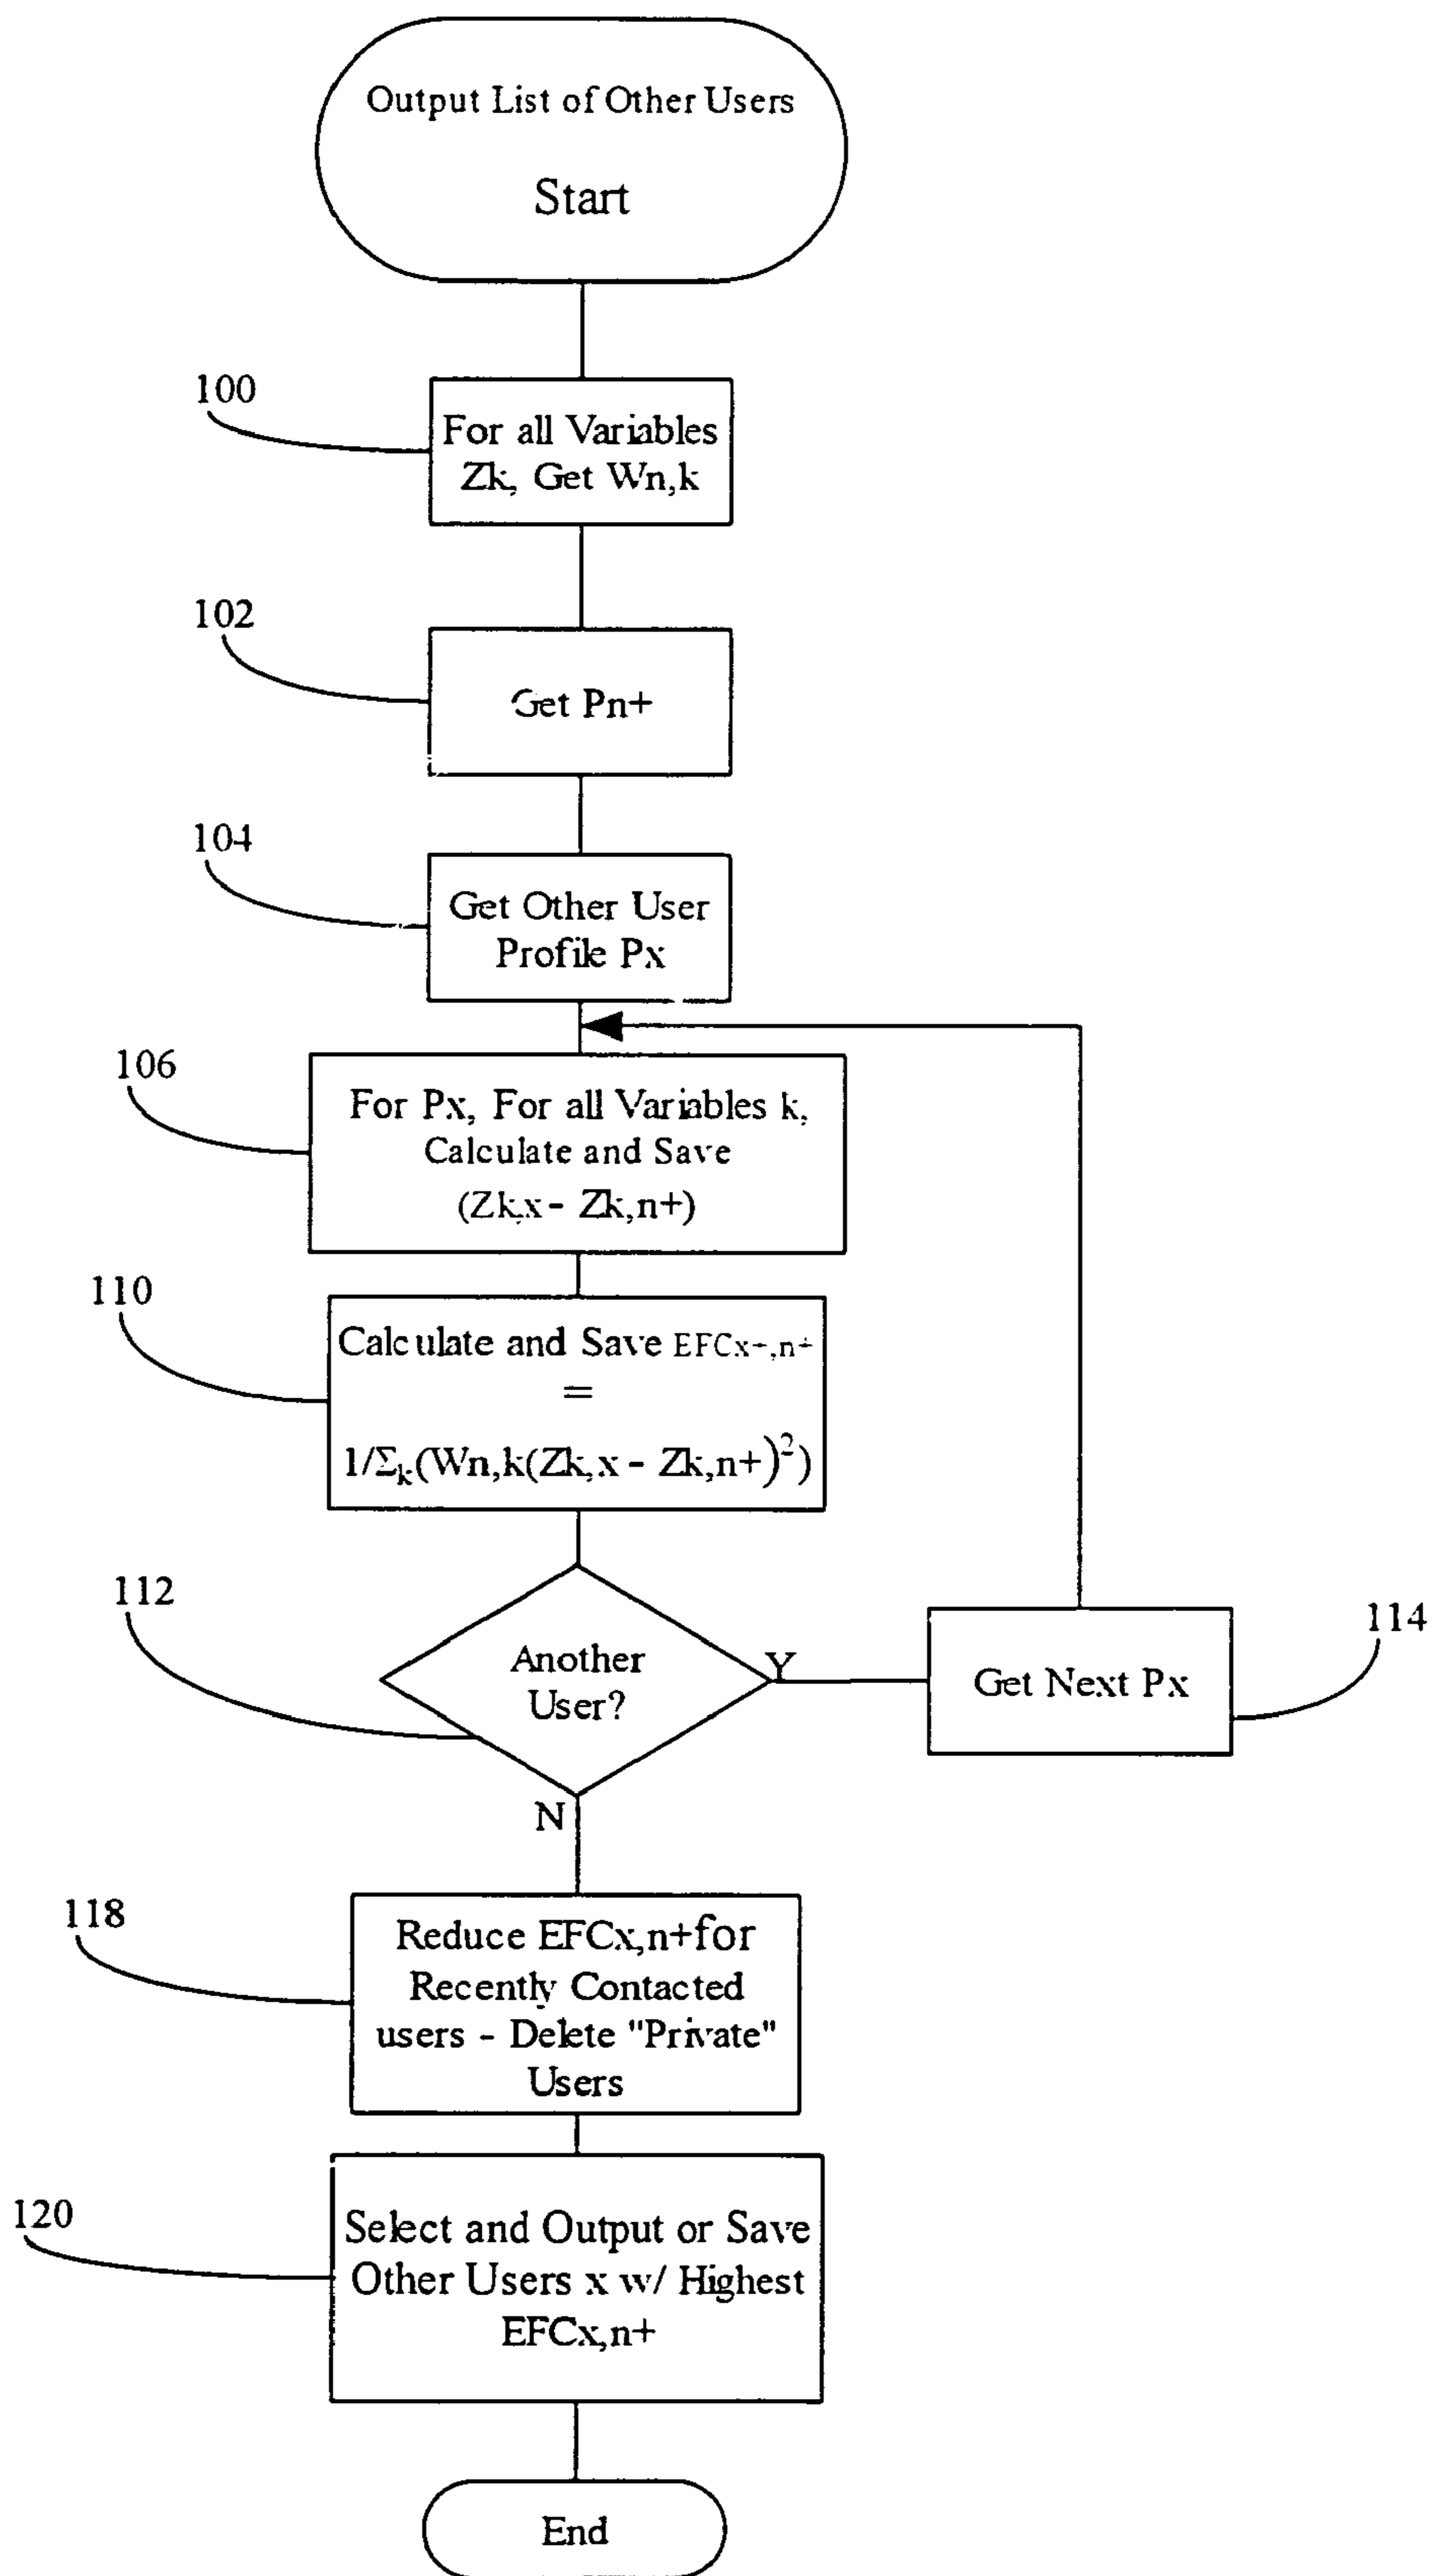 Output List of Other Users
Start
100
For all Variables
Zk, Get Wn,k
102
Get Pn+
104
Get Other User
Profile Px
106
For Px, For all Variables k,
Calculate and Save
(Zk,x - Zk,n+)
110
Calculate and Save EFCx+,n+
=
1/Σk(Wn,k(Zk,x - Zk,n+)²)
112
Another
User?
Y
114
Get Next Px
N
118
Reduce EFCx,n+for
Recently Contacted
users - Delete "Private"
Users
120
Select and Output or Save
Other Users x w/ Highest
EFCx,n+
End